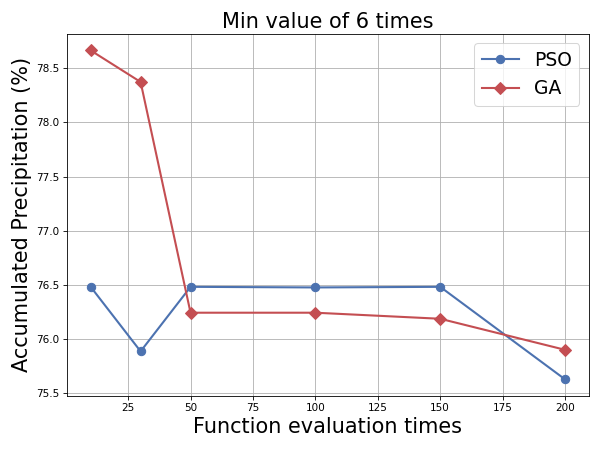 Min value of 6 times
PSO
GA
Accumulated Precipitation (%)
78.5
78.0
77.5
77.0
76.5
76.0
75.5
25 50 75 100 125 150 175 200
Function evaluation times